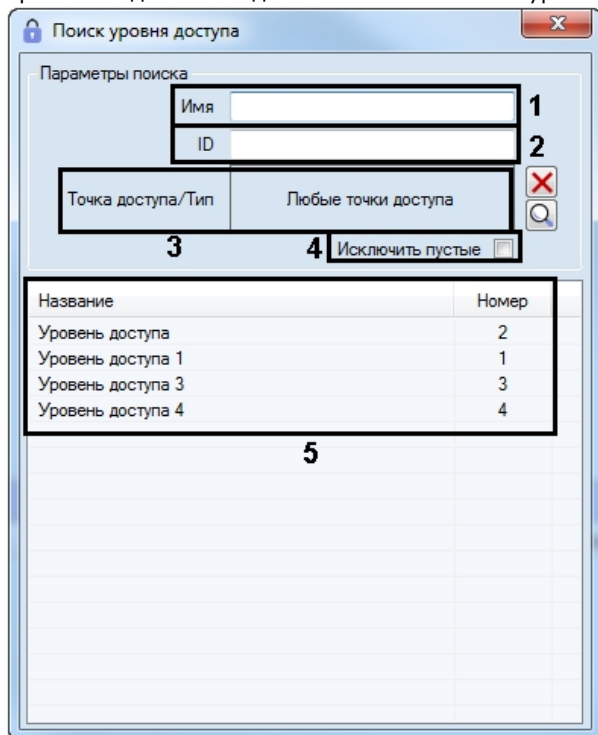 Поиск уровня доступа
Параметры поиска
Имя 1
ID 2
Точка доступа/Тип Любые точки доступа
3 4 Исключить пустые
Название Номер
Уровень доступа 2
Уровень доступа 1 1
Уровень доступа 3 3
Уровень доступа 4 4
5